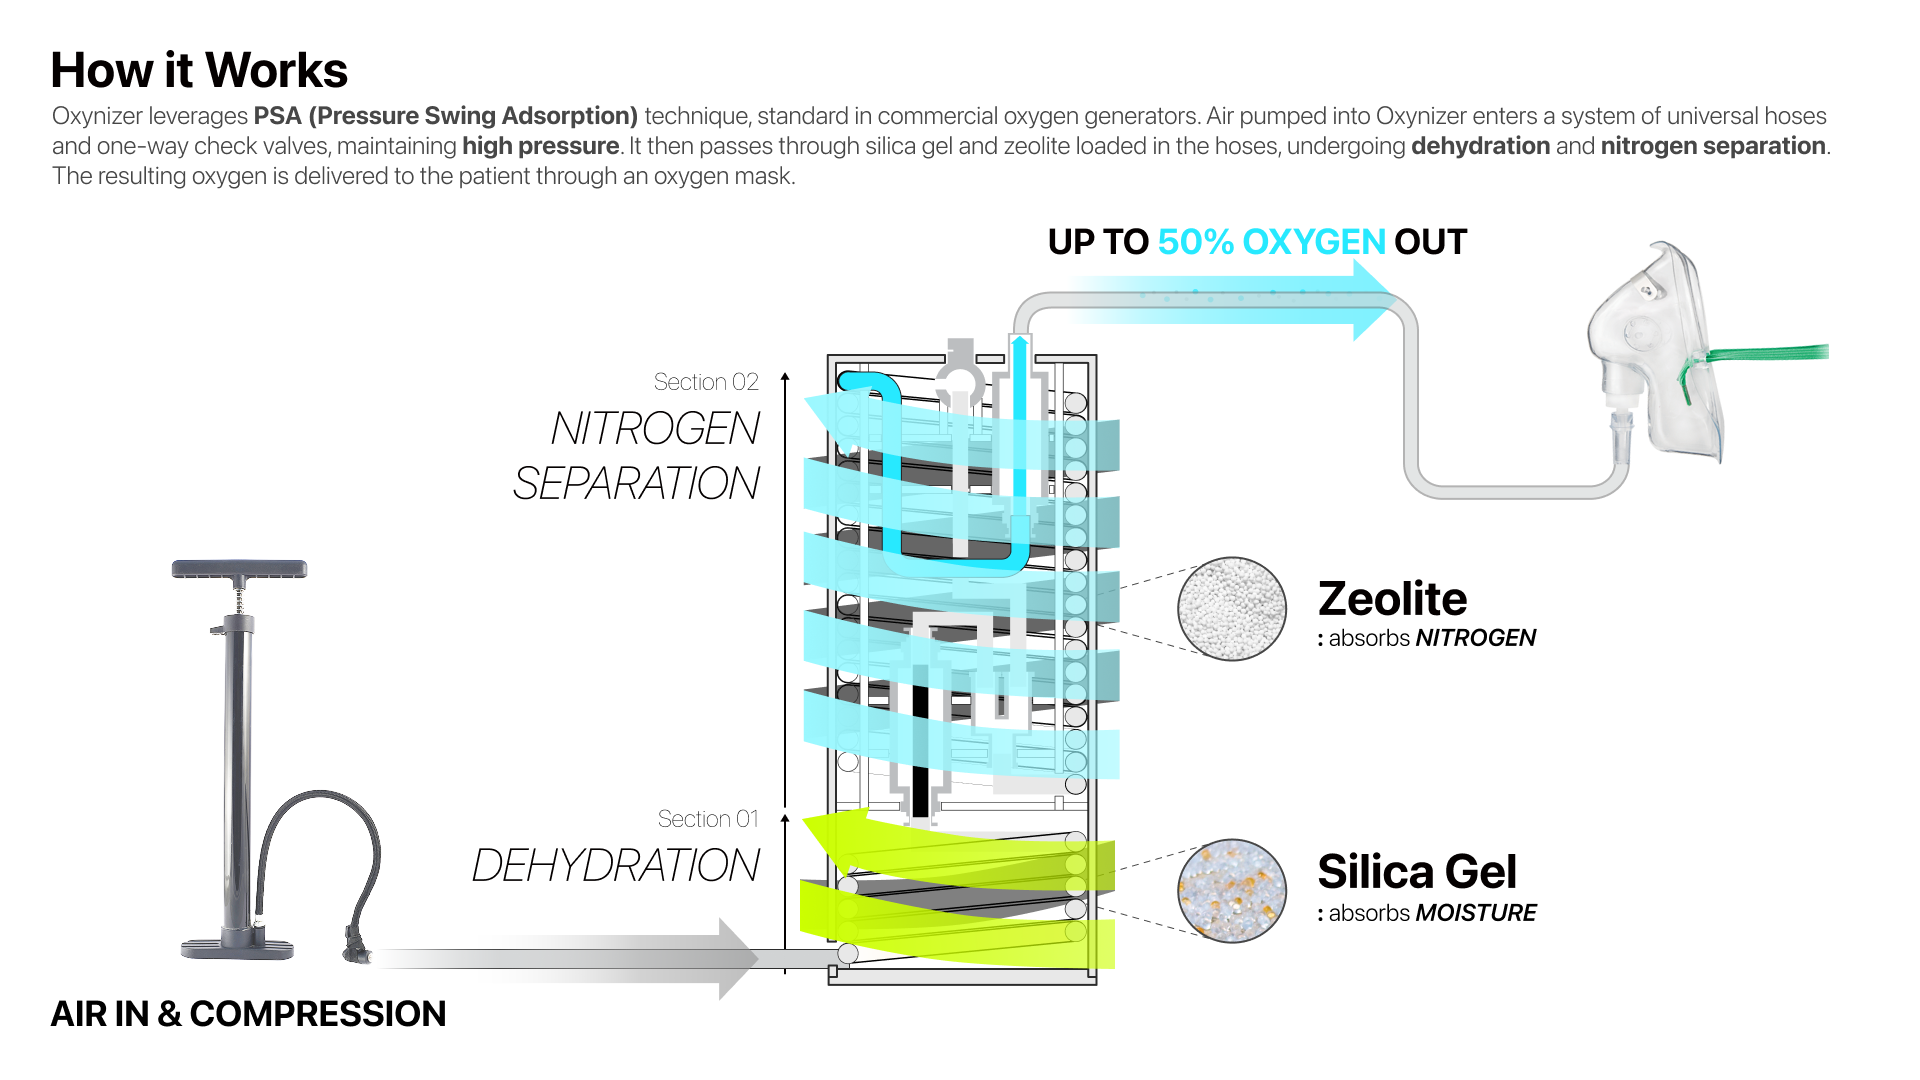 How it Works
Oxynizer leverages PSA (Pressure Swing Adsorption) technique, standard in commercial oxygen generators. Air pumped into Oxynizer enters a system of universal hoses
and one-way check valves, maintaining high pressure. It then passes through silica gel and zeolite loaded in the hoses, undergoing dehydration and nitrogen separation.
The resulting oxygen is delivered to the patient through an oxygen mask.
UP TO 50% OXYGEN OUT
Section 02
NITROGEN
SEPARATION
Zeolite
: absorbs NITROGEN
Section 01
DEHYDRATION
Silica Gel
: absorbs MOISTURE
AIR IN & COMPRESSION